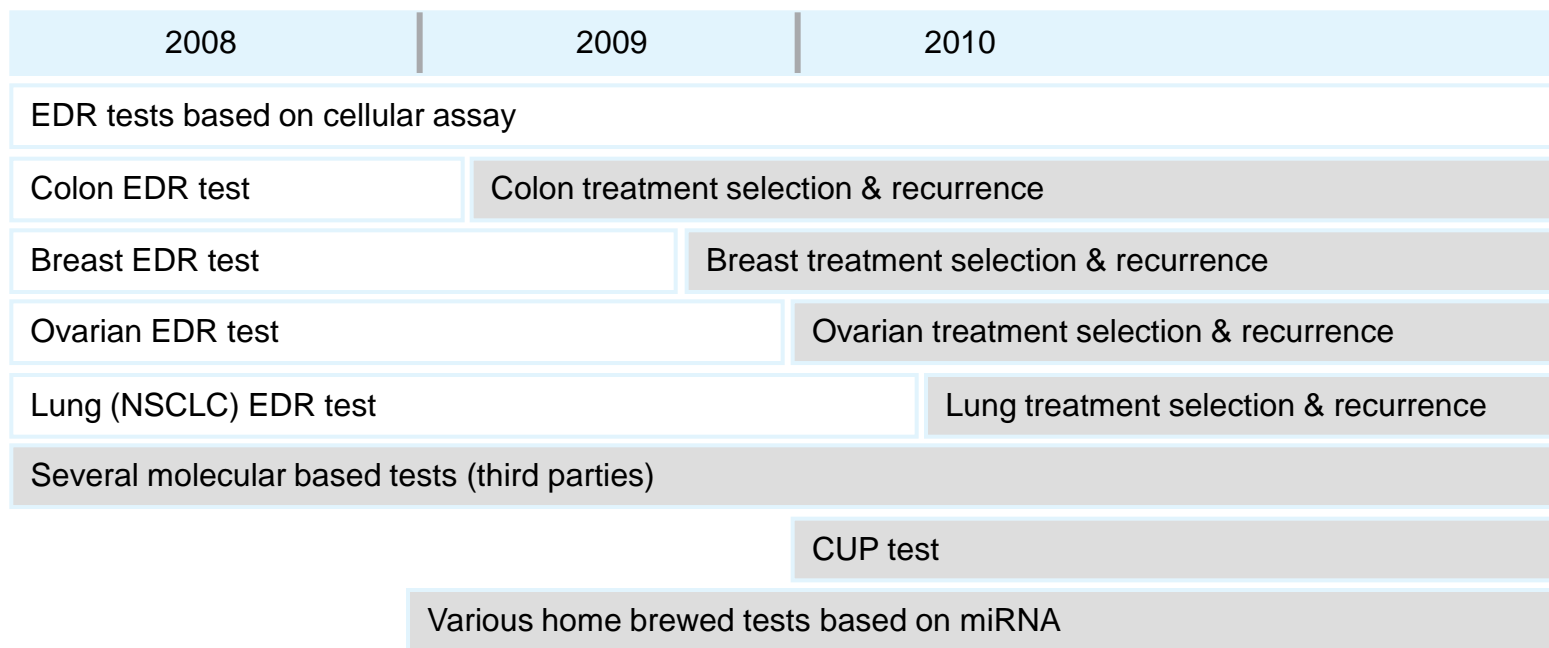 2008 2009 2010
EDR tests based on cellular assay
Colon EDR test Colon treatment selection & recurrence
Breast EDR test Breast treatment selection & recurrence
Ovarian EDR test Ovarian treatment selection & recurrence
Lung (NSCLC) EDR test Lung treatment selection & recurrence
Several molecular based tests (third parties)
CUP test
Various home brewed tests based on miRNA